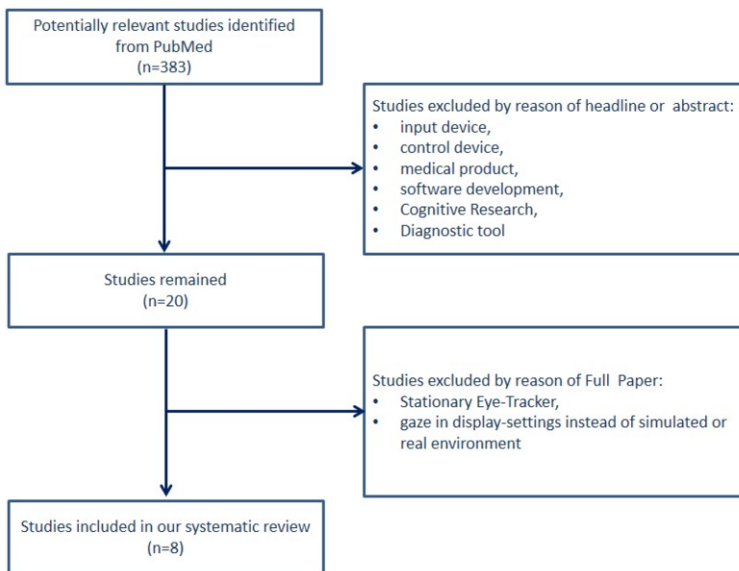 Potentially relevant studies identified
from PubMed
(n=383)
Studies excluded by reason of headline or abstract:
• input device,
• control device,
• medical product,
• software development,
• Cognitive Research,
• Diagnostic tool
Studies remained
(n=20)
Studies excluded by reason of Full Paper:
• Stationary Eye-Tracker,
• gaze in display-settings instead of simulated or
real environment
Studies included in our systematic review
(n=8)